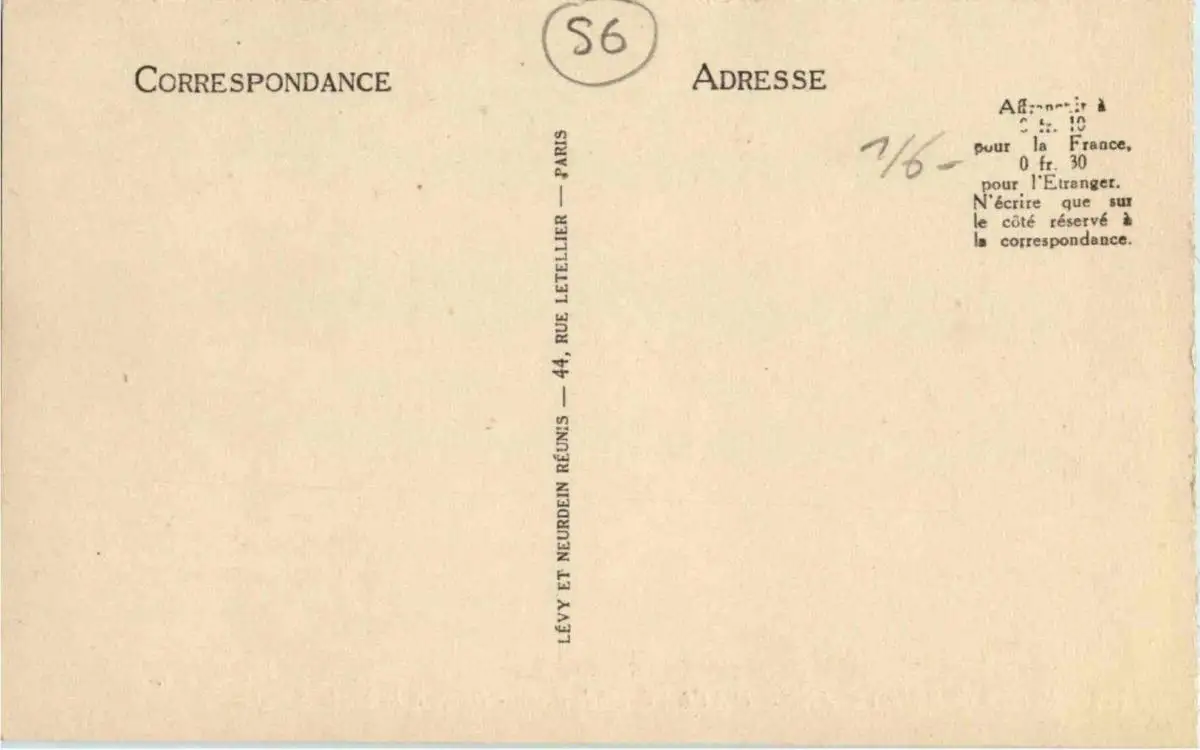 S6
CORRESPONDANCE
ADRESSE
à
10
pour la France,
0 fr. 30
pour l'Etranger.
N'écrire que sur
le côté réservé à
la correspondance.
1/6-
LÉVY ET NEURDEIN RÉUNIS — 44, RUE LETELLIER — PARIS